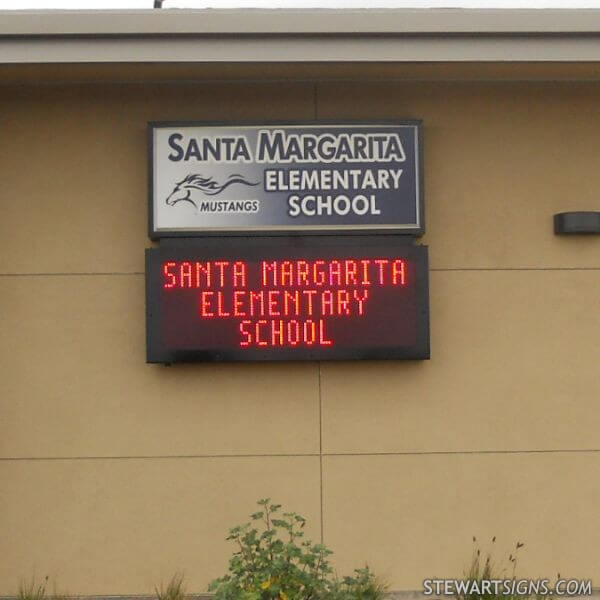 SANTA MARGARITA
ELEMENTARY
MUSTANGS SCHOOL
SANTA MARGARITA
ELEMENTARY
SCHOOL
STEWARTSIGNS.COM